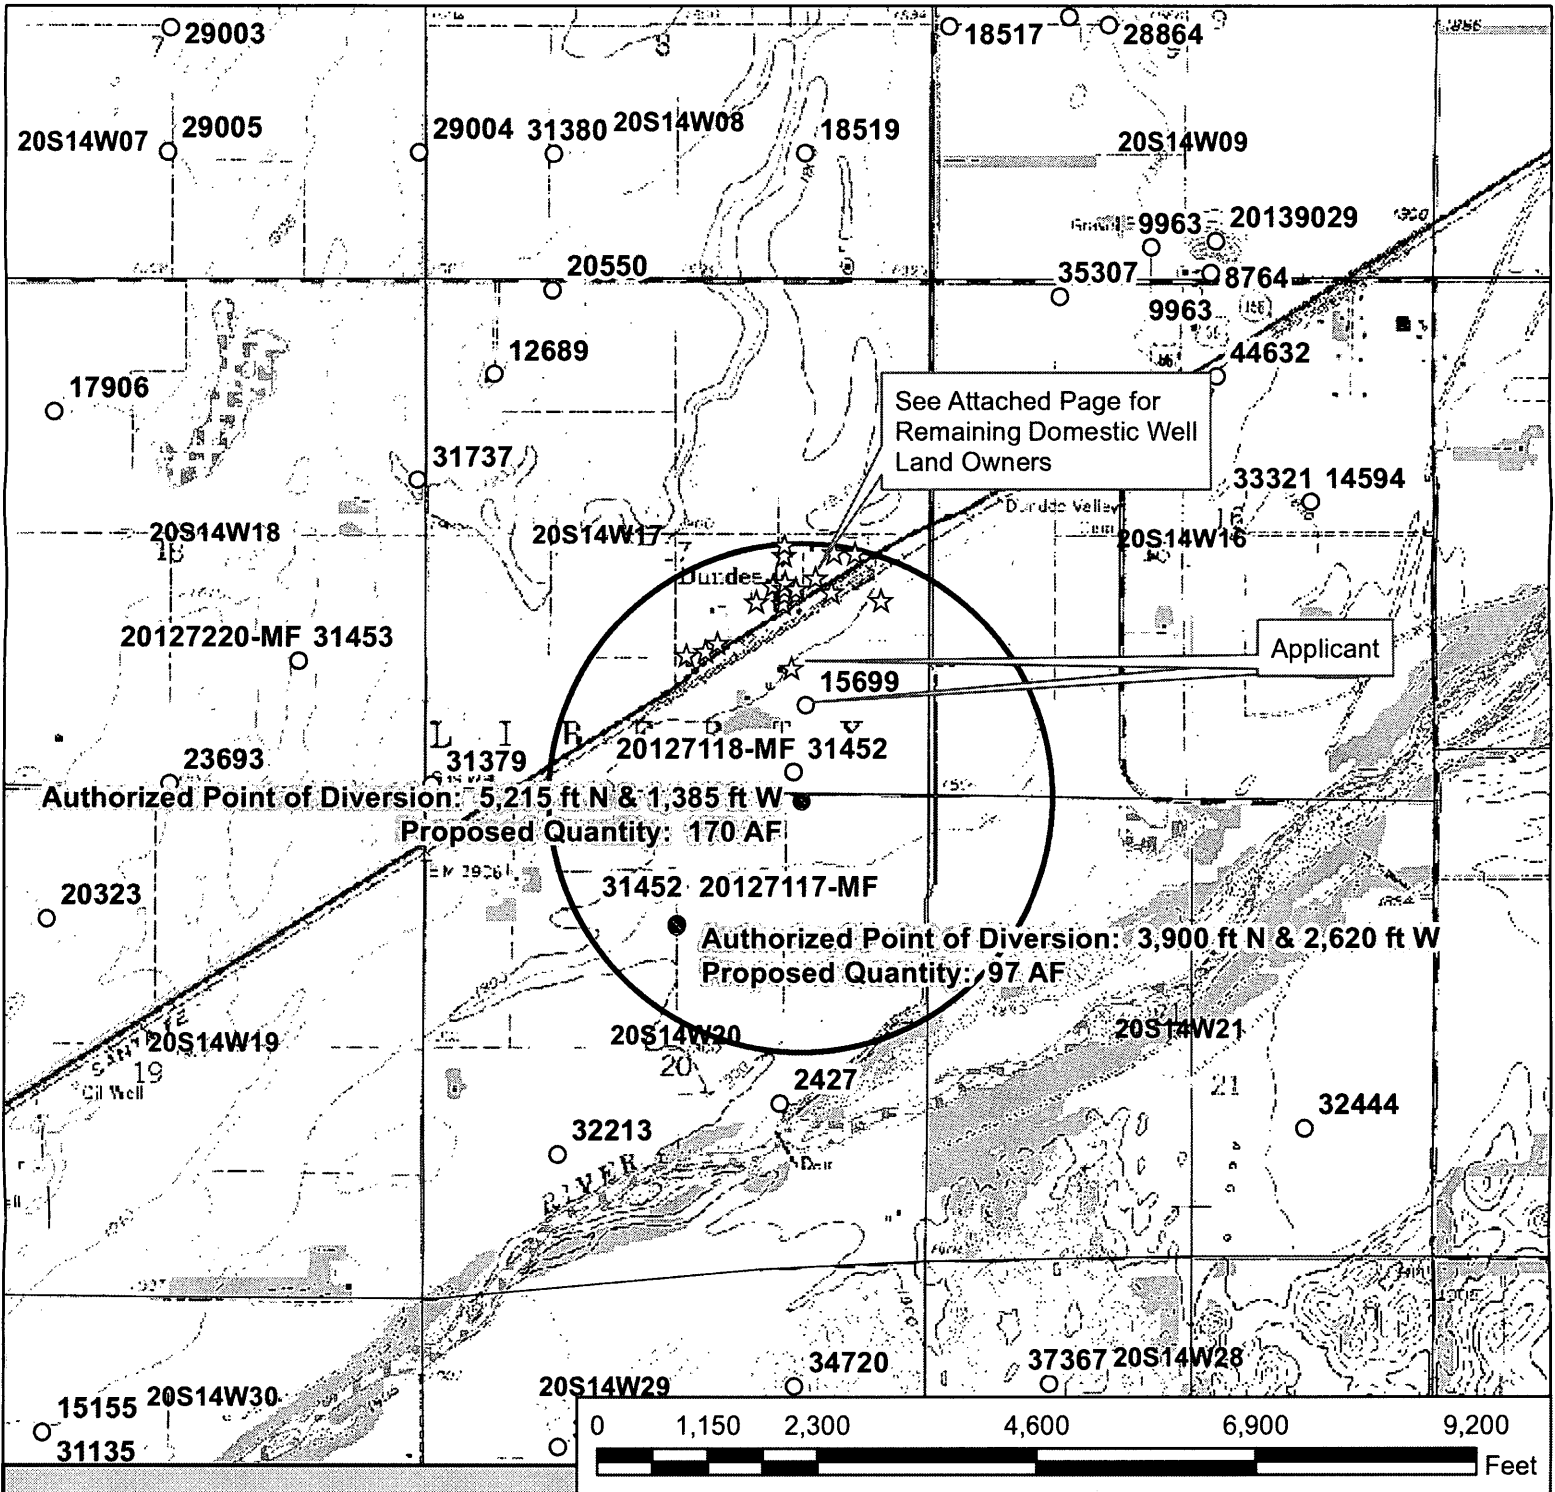 29003
7
8
18517
28864
9
20S14W07
29005
29004
31380
20S14W08
18519
20S14W09
9963
20139029
20550
35307
8764
9963
12689
44632
17906
See Attached Page for
Remaining Domestic Well
Land Owners
31737
33321 14594
20S14W18
20S14W17
20S14W16
Dundee
20127220-MF 31453
Applicant
15699
LIBERTY
20127118-MF 31452
23693
31379
Authorized Point of Diversion: 5,215 ft N & 1,385 ft W
Proposed Quantity: 170 AF
20323
31452 20127117-MF
Authorized Point of Diversion: 3,900 ft N & 2,620 ft W
Proposed Quantity: 97 AF
20S14W19
20S14W20
20S14W21
19
20
21
Oil Well
2427
32444
32213
RIVER
34720
37367
20S14W28
15155
20S14W30
20S14W29
31135
0 1,150 2,300 4,600 6,900 9,200
Feet